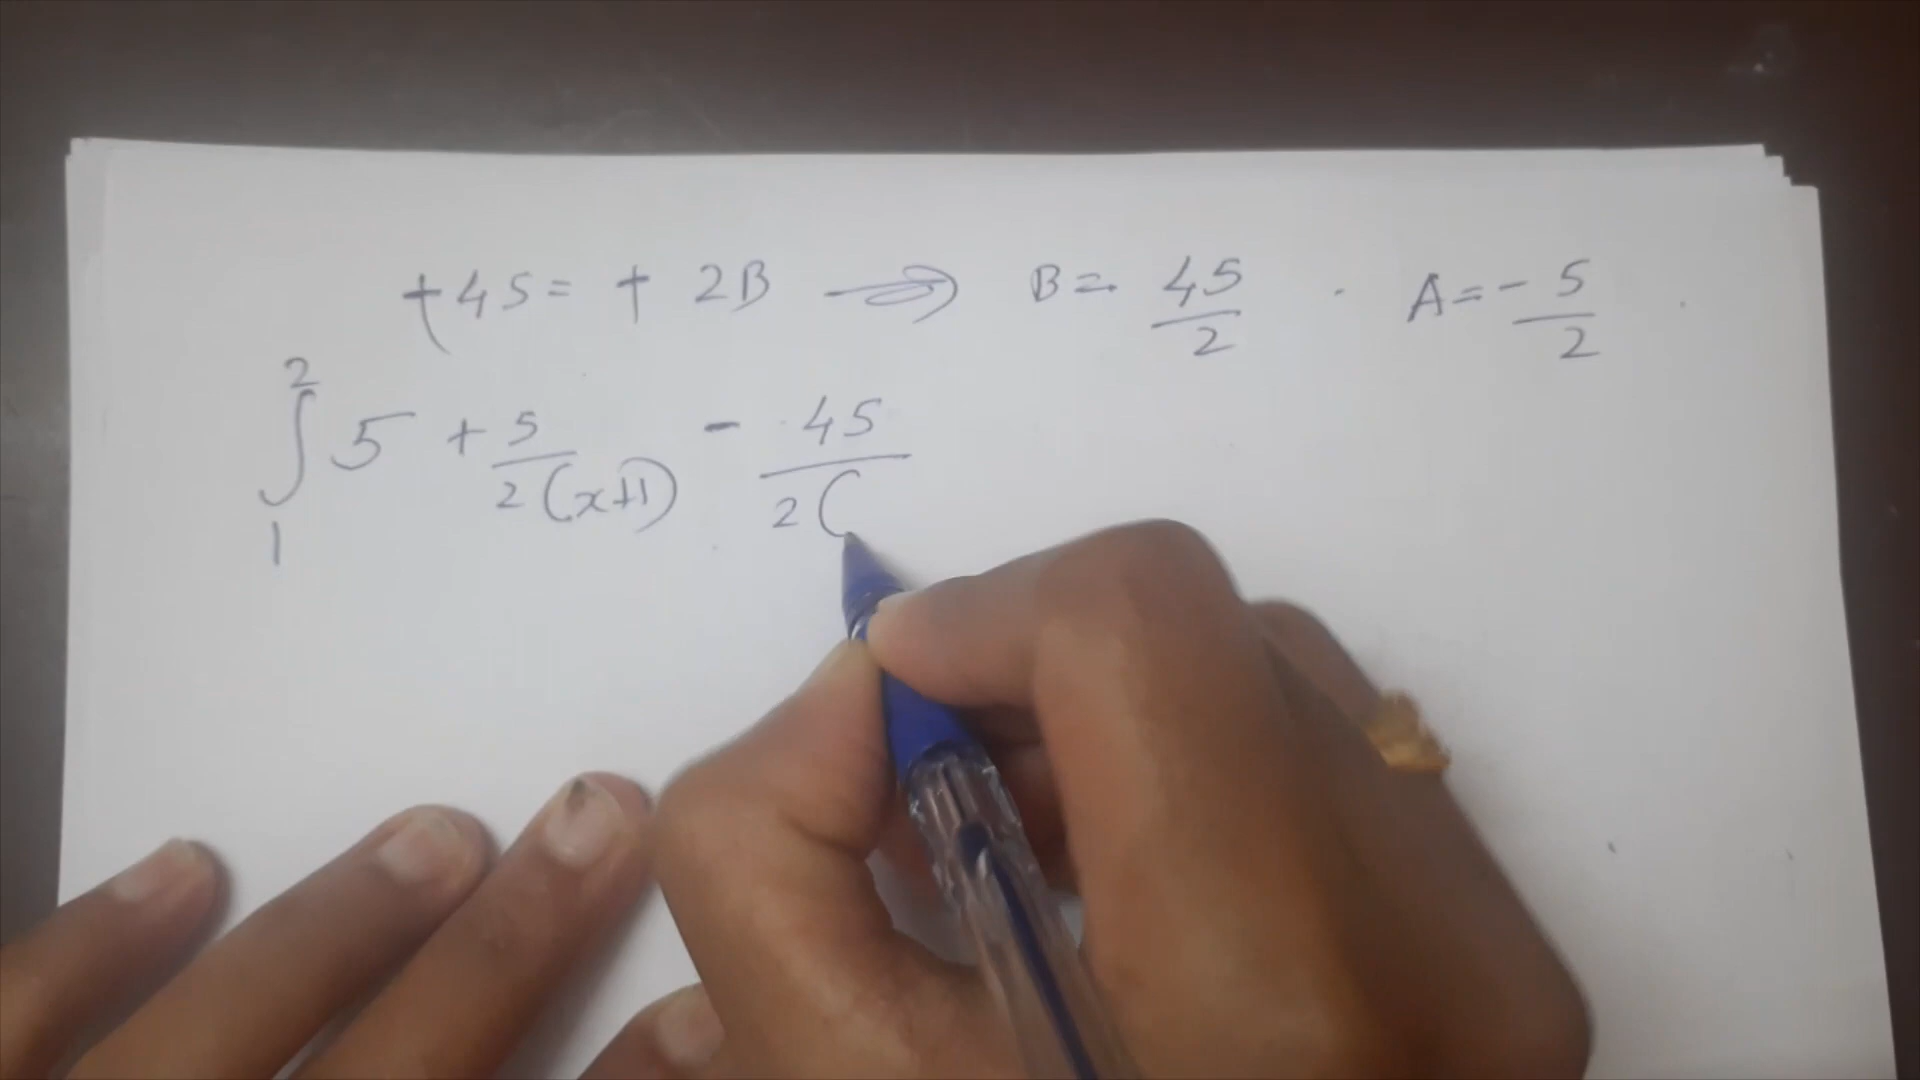 +45 = + 2B → B = 45/2 . A = - 5/2 .
∫₁² 5 + 5/2(x+1) - 45/2(